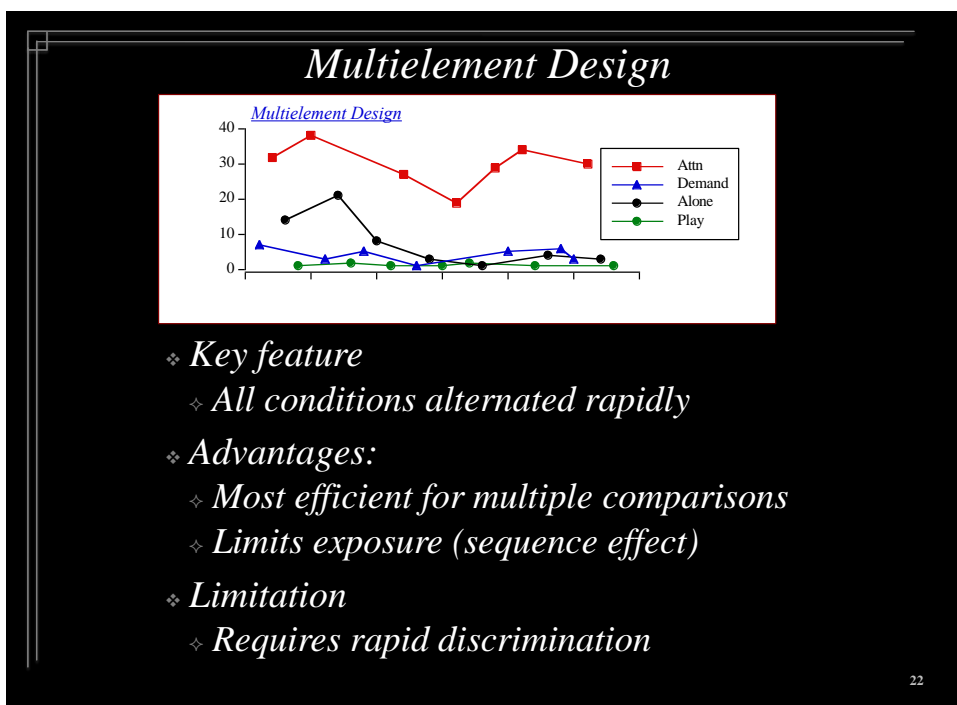 Multielement Design
Multielement Design
40
30
20
10
0
Attn
Demand
Alone
Play
Key feature
All conditions alternated rapidly
Advantages:
Most efficient for multiple comparisons
Limits exposure (sequence effect)
Limitation
Requires rapid discrimination
22